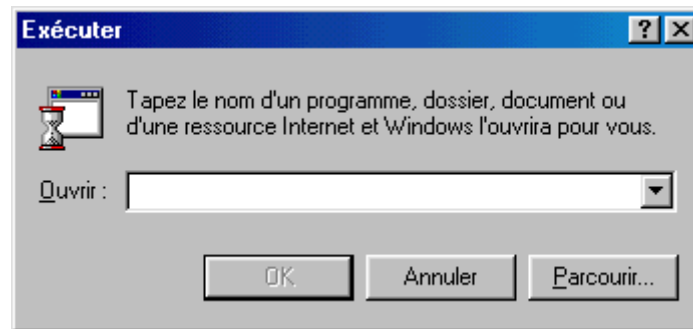 Exécuter
Tapez le nom d'un programme, dossier, document ou
d'une ressource Internet et Windows l'ouvrira pour vous.
Ouvrir :
OK Annuler Parcourir...